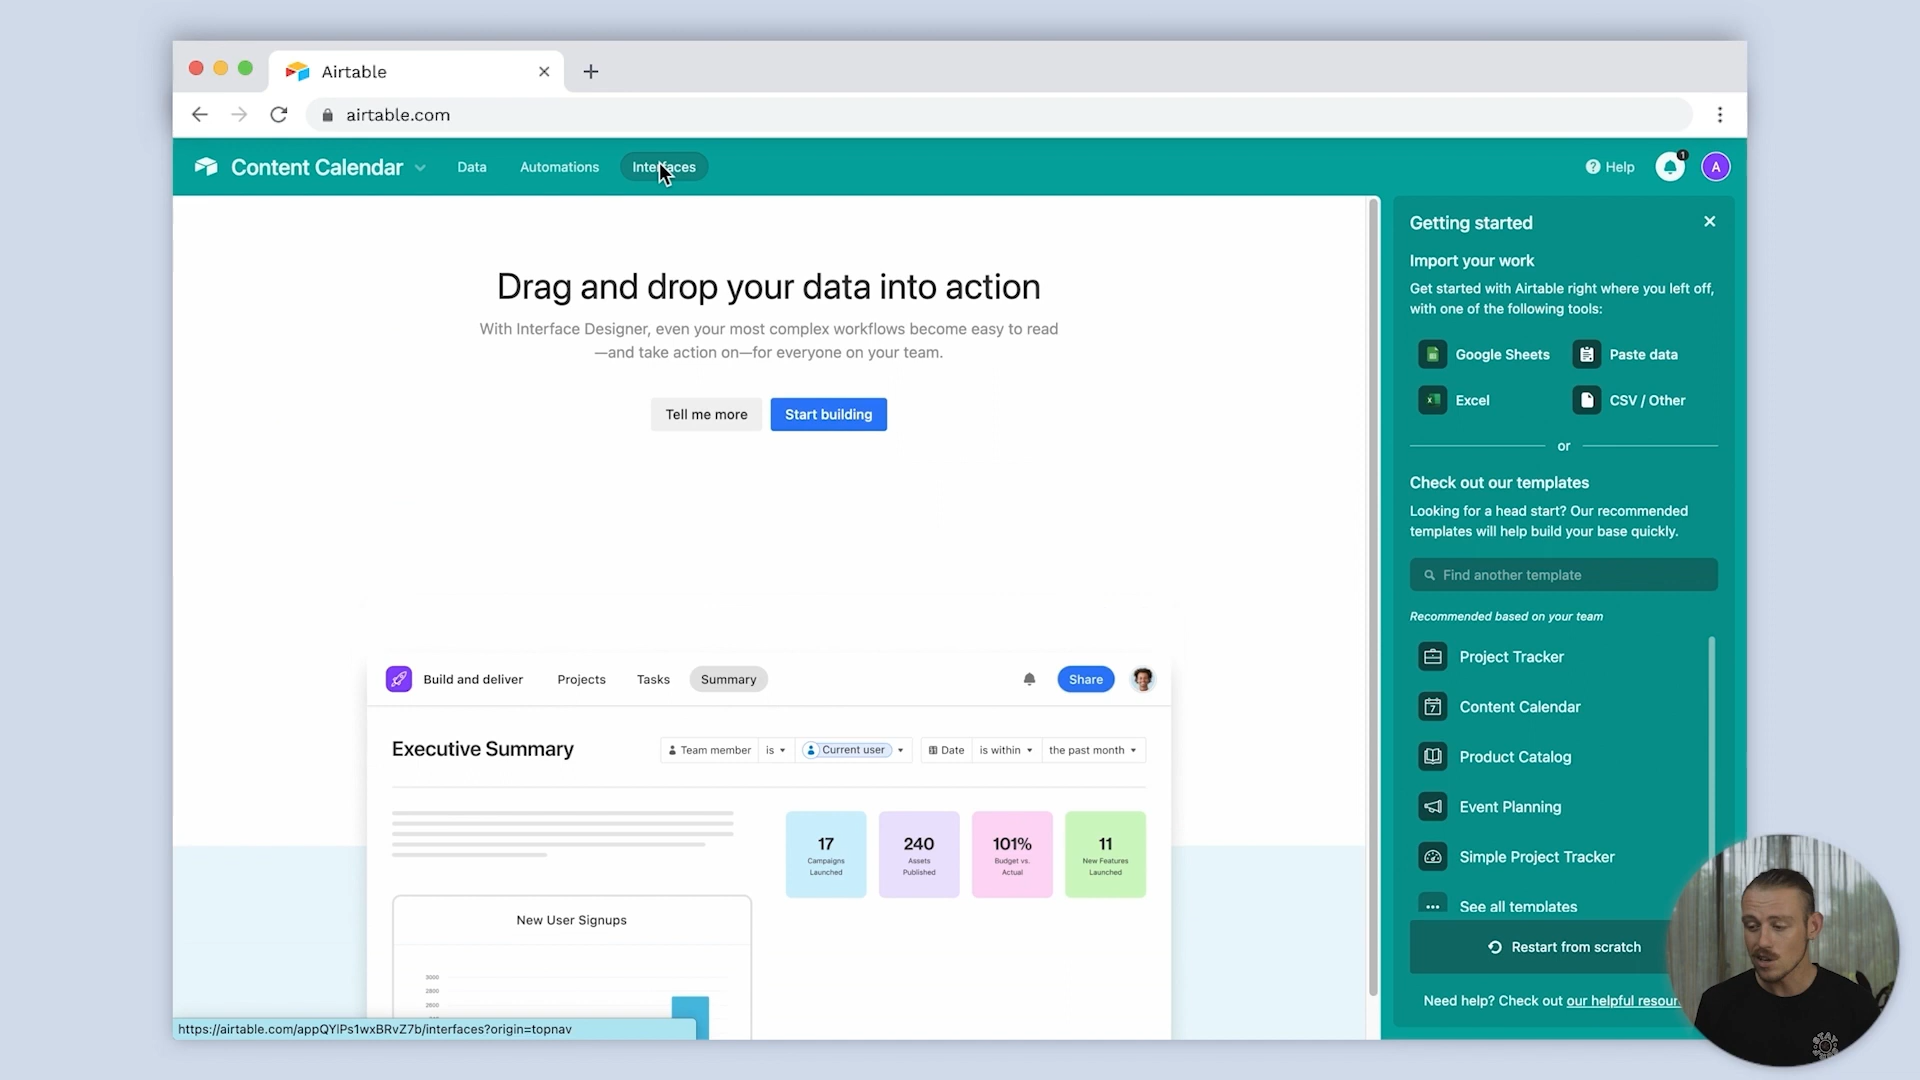 Airtable
airtable.com
Content Calendar
Data
Automations
Interfaces
Help
1
A
Drag and drop your data into action
With Interface Designer, even your most complex workflows become easy to read
—and take action on—for everyone on your team.
Tell me more
Start building
Build and deliver
Projects
Tasks
Summary
Share
Executive Summary
Team member
is
Current user
Date
is within
the past month
17
Campaigns
Launched
240
Assets
Published
101%
Budget vs.
Actual
11
New Features
Launched
New User Signups
3000
2800
2600
https://airtable.com/appQYlPs1wxBRvZ7b/interfaces?origin=topnav
Getting started
Import your work
Get started with Airtable right where you left off,
with one of the following tools:
Google Sheets
Paste data
Excel
CSV / Other
or
Check out our templates
Looking for a head start? Our recommended
templates will help build your base quickly.
Find another template
Recommended based on your team
Project Tracker
7
Content Calendar
Product Catalog
Event Planning
Simple Project Tracker
See all templates
Restart from scratch
Need help? Check out our helpful resour